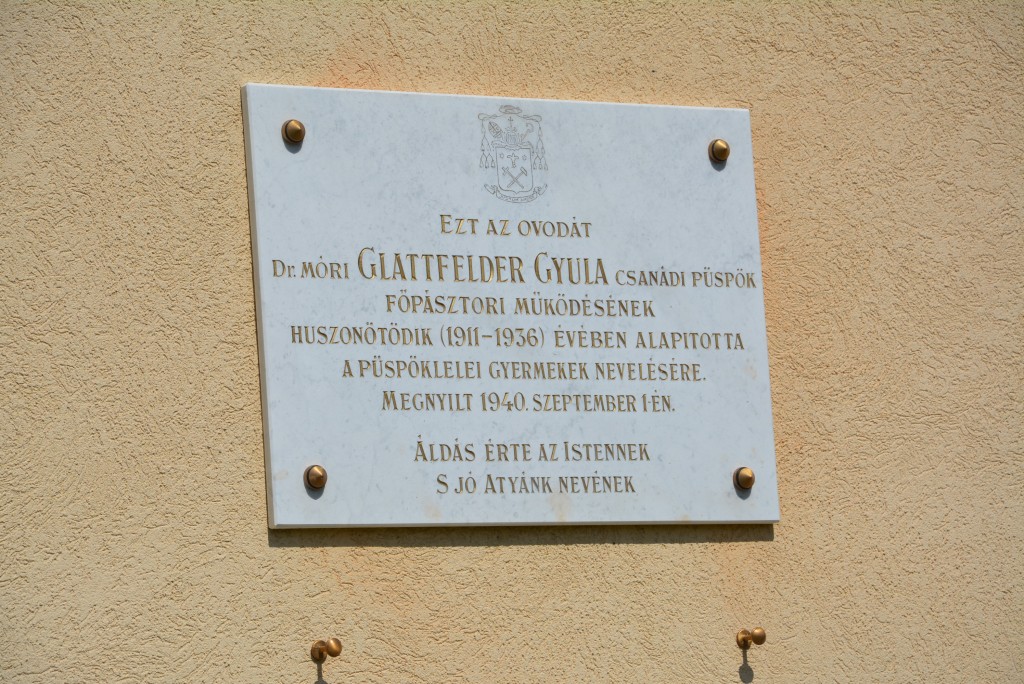 EZT AZ OVODÁT
DR. MÓRI GLATTFELDER GYULA CSANÁDI PÜSPÖK
FŐPÁSZTORI MŰKÖDÉSÉNEK
HUSZONÖTÖDIK (1911-1936) ÉVÉBEN ALAPITOTTA
A PÜSPÖKLELEI GYERMEKEK NEVELÉSÉRE.
MEGNYILT 1940. SZEPTEMBER 1-ÉN.
ÁLDÁS ÉRTE AZ ISTENNEK
S JÓ ATYÁNK NEVÉNEK